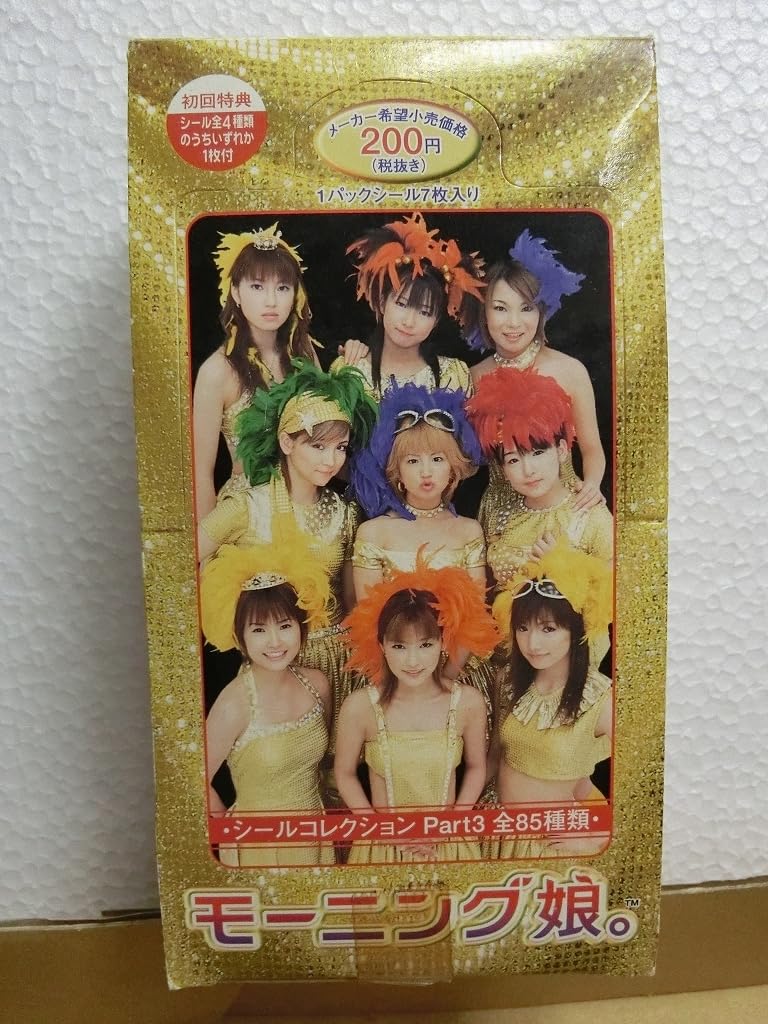 初回特典
シール全4種類
のうちいずれか
1枚付
メーカー希望小売価格
200円
(税抜き)
1パックシール7枚入り
・シールコレクション Part3 全85種類・
モーニング娘。™